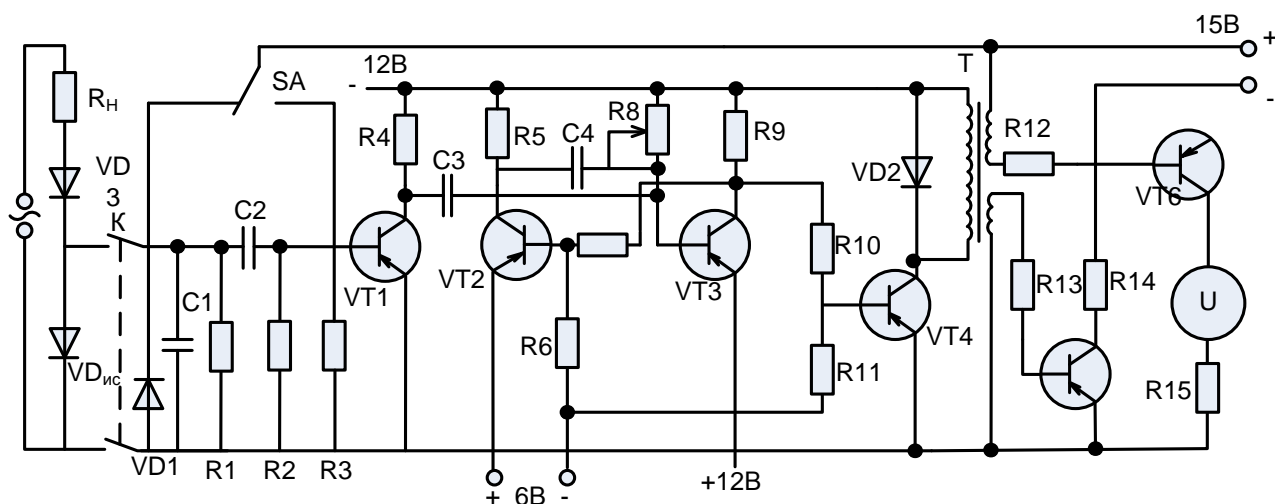 15В
+
-
12В
-
T
SA
Rн
R4
R5
C4
R8
R9
R12
VD
3
К
C3
VD2
VT6
C2
R10
VT1
VT2
VT3
R13
R14
U
C1
VT4
R6
VDис
R11
R15
VD1
R1
R2
R3
+ 6В -
+12В